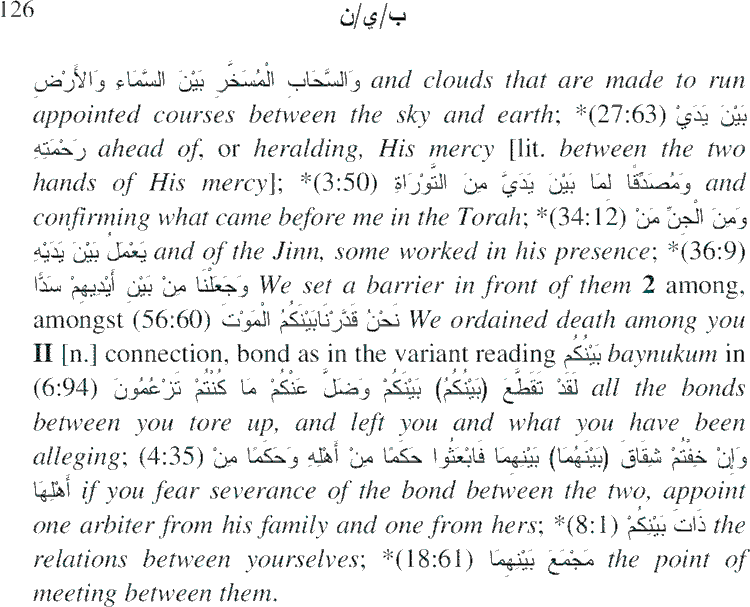 126 ب/ي/ن
وَالسَّحَابِ الْمُسَخَّرِ بَيْنَ السَّمَاءِ وَالأَرْضِ and clouds that are made to run
appointed courses between the sky and earth; *(27:63) بَيْنَ يَدَيْ
رَحْمَتِهِ ahead of, or heralding, His mercy [lit. between the two
hands of His mercy]; *(3:50) وَمُصَدِّقًا لِمَا بَيْنَ يَدَيَّ مِنَ التَّوْرَاةِ and
confirming what came before me in the Torah; *(34:12) وَمِنَ الْجِنِّ مَنْ
يَعْمَلُ بَيْنَ يَدَيْهِ and of the Jinn, some worked in his presence; *(36:9)
وَجَعَلْنَا مِنْ بَيْنِ أَيْدِيهِمْ سَدًّا We set a barrier in front of them 2 among,
amongst (56:60) نَحْنُ قَدَّرْنَابَيْنَكُمُ الْمَوْتَ We ordained death among you
II [n.] connection, bond as in the variant reading بَيْنُكُم baynukum in
(6:94) لَقَدْ تَقَطَّعَ (بَيْنُكُمْ) بَيْنَكُمْ وَضَلَّ عَنْكُمْ مَا كُنْتُمْ تَزْعُمُونَ all the bonds
between you tore up, and left you and what you have been
alleging; (4:35) وَإِنْ خِفْتُمْ شِقَاقَ (بَيْنَهُمَا) بَيْنِهِمَا فَابْعَثُوا حَكَمًا مِنْ أَهْلِهِ وَحَكَمًا مِنْ
أَهْلِهَا if you fear severance of the bond between the two, appoint
one arbiter from his family and one from hers; *(8:1) ذَاتَ بَيْنِكُمْ the
relations between yourselves; *(18:61) مَجْمَعَ بَيْنِهِمَا the point of
meeting between them.